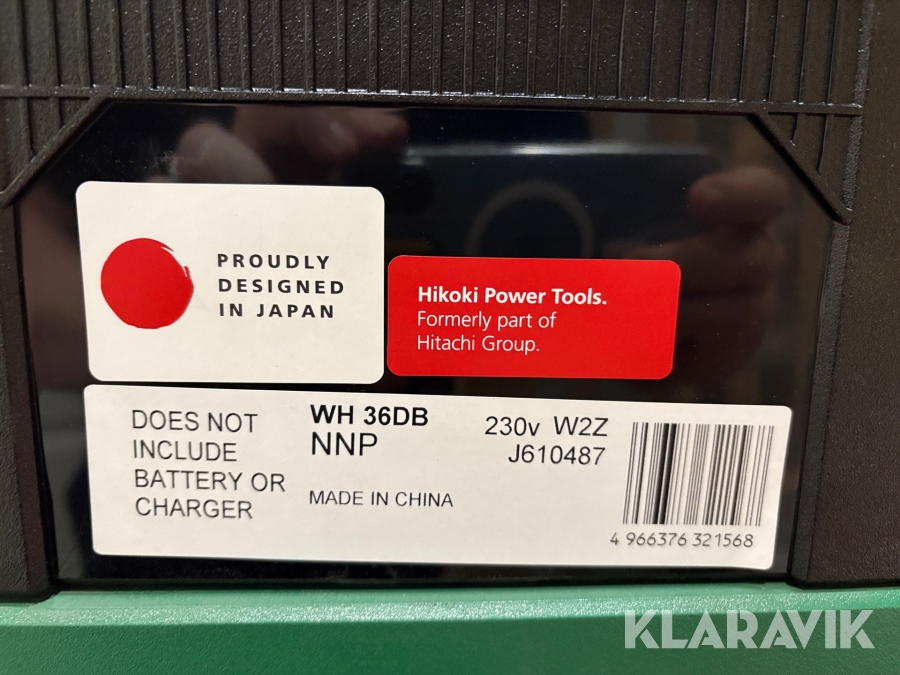 PROUDLY
DESIGNED
IN JAPAN
Hikoki Power Tools.
Formerly part of
Hitachi Group.
DOES NOT
INCLUDE
BATTERY OR
CHARGER
WH 36DB
NNP
MADE IN CHINA
230v W2Z
J610487
4 966376 321568
KLARAVIK